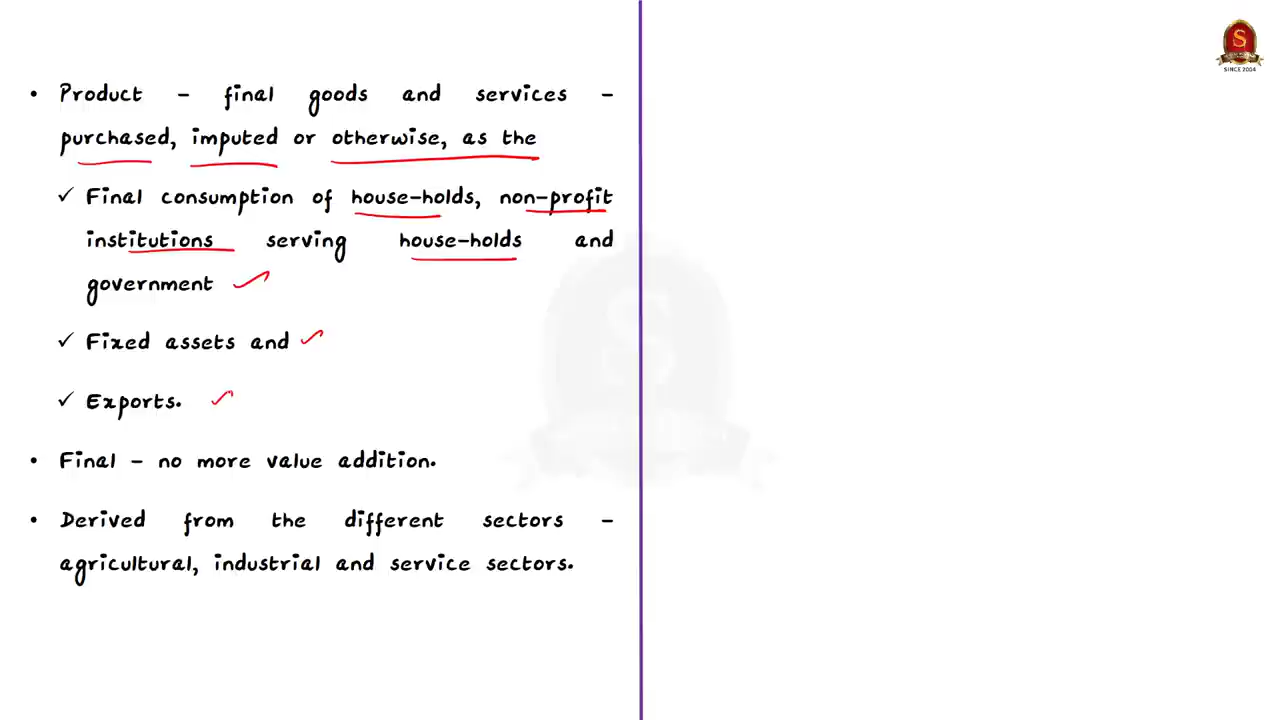 • Product - final goods and services -
purchased, imputed or otherwise, as the
✓ Final consumption of house-holds, non-profit
institutions serving house-holds and
government
✓ Fixed assets and
✓ Exports.
• Final - no more value addition.
• Derived from the different sectors -
agricultural, industrial and service sectors.
S
SINCE 2004